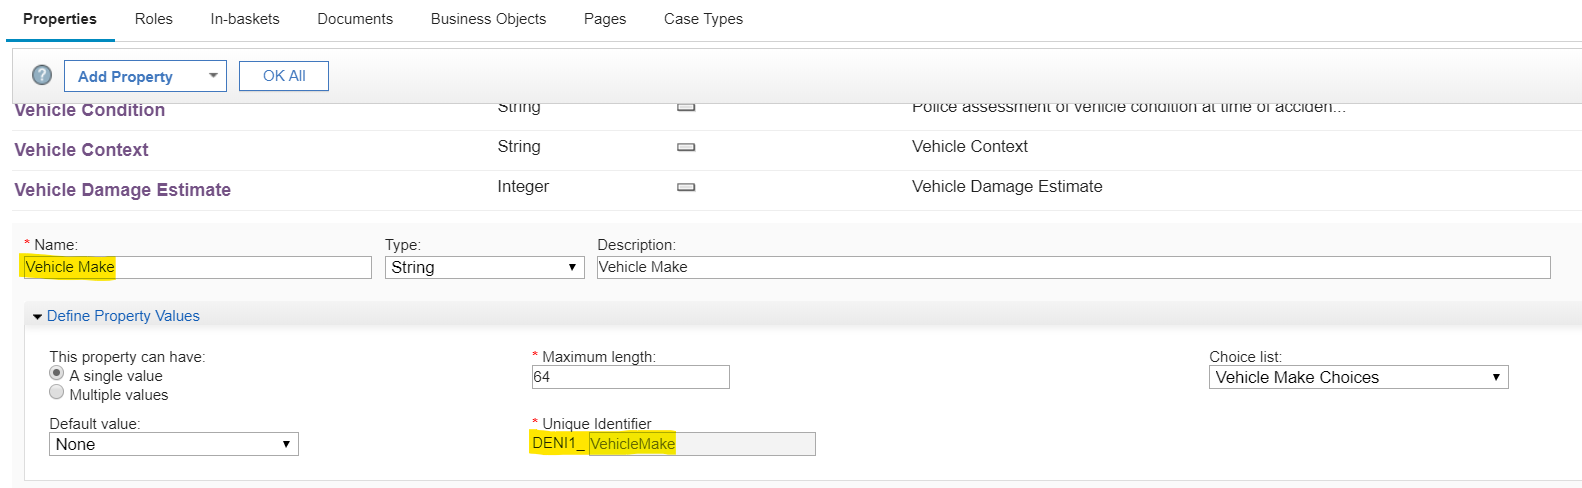 Properties Roles In-baskets Documents Business Objects Pages Case Types
? Add Property OK All
Vehicle Condition String Police assessment of vehicle condition at time of acciden...
Vehicle Context String Vehicle Context
Vehicle Damage Estimate Integer Vehicle Damage Estimate
* Name: Type: Description:
Vehicle Make String Vehicle Make
Define Property Values
This property can have: * Maximum length: Choice list:
A single value 64 Vehicle Make Choices
Multiple values
Default value: * Unique Identifier
None DENI1_ VehicleMake